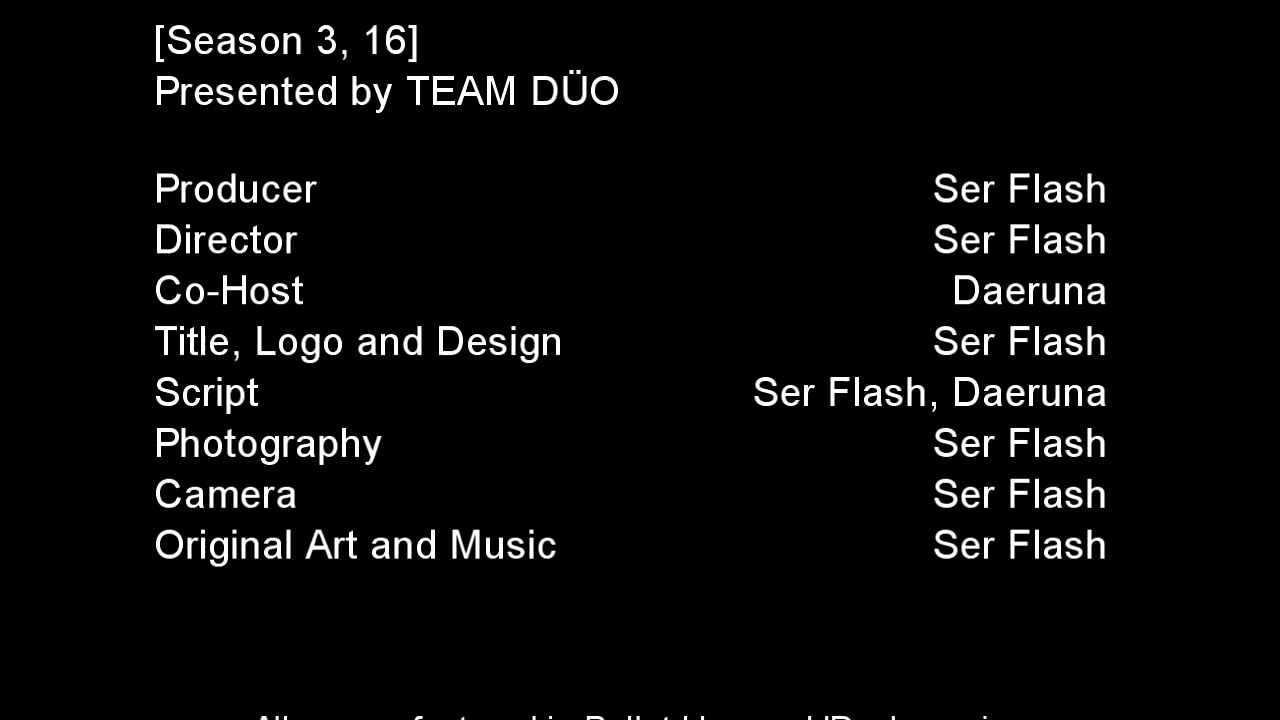 [Season 3, 16]
Presented by TEAM DÜO
Producer Ser Flash
Director Ser Flash
Co-Host Daeruna
Title, Logo and Design Ser Flash
Script Ser Flash, Daeruna
Photography Ser Flash
Camera Ser Flash
Original Art and Music Ser Flash